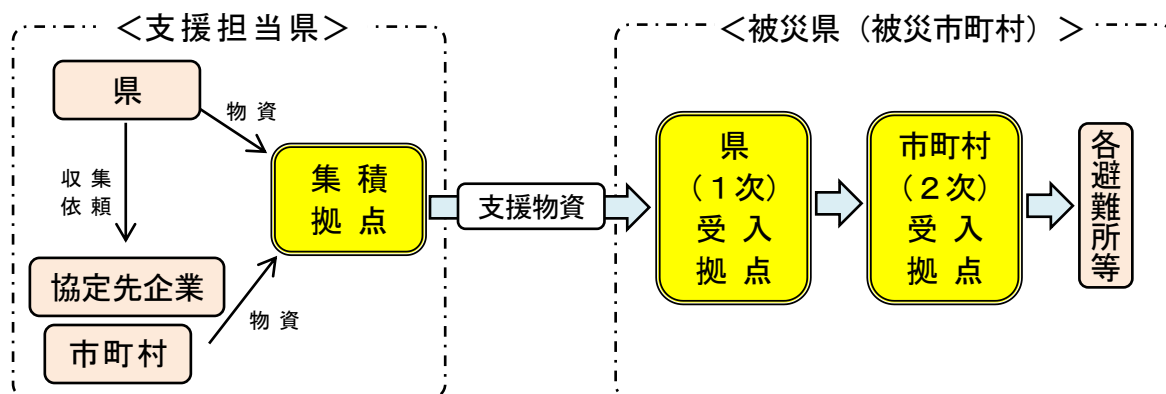 ＜支援担当県＞
県
物資
収集
依頼
集積
拠点
協定先企業
市町村
物資
支援物資
＜被災県（被災市町村）＞
県
（１次）
受入
拠点
市町村
（２次）
受入
拠点
各避難所等